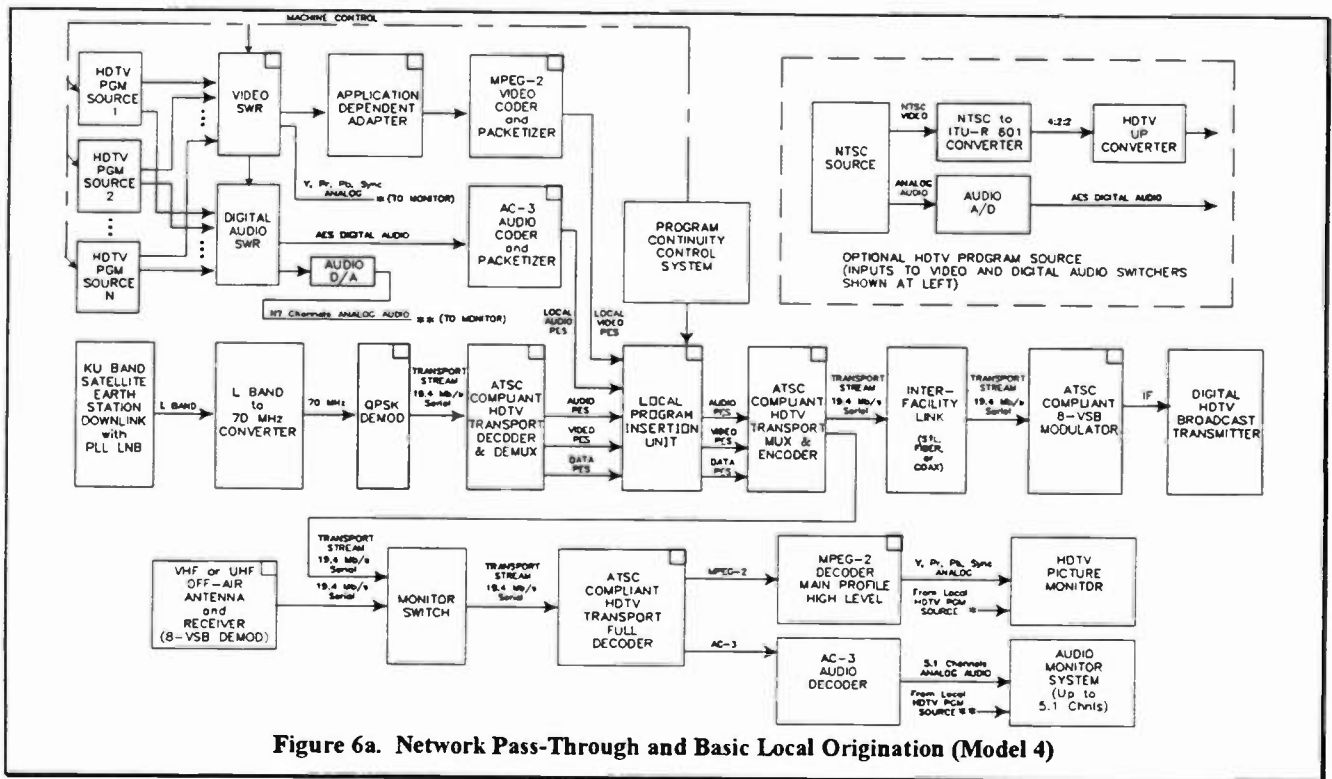 MACHINE CONTROL
HDTV
PGM
SOURCE
1
HDTV
PGM
SOURCE
2
HDTV
PGM
SOURCE
N
VIDEO
SWR
DIGITAL
AUDIO
SWR
APPLICATION
DEPENDENT
ADAPTER
MPEG-2
VIDEO
CODER
and
PACKETIZER
Y, Pr, Pb, Sync
ANALOG
* (TO MONITOR)
AES DIGITAL AUDIO
AC-3
AUDIO
CODER
and
PACKETIZER
AUDIO
D/A
Channels ANALOG AUDIO
** (TO MONITOR)
LOCAL
AUDIO
PES
LOCAL
VIDEO
PES
PROGRAM
CONTINUITY
CONTROL
SYSTEM
NTSC
SOURCE
NTSC
VIDEO
NTSC to
ITU-R 601
CONVERTER
4:2:2
HDTV
UP
CONVERTER
ANALOG
AUDIO
AUDIO
A/D
AES DIGITAL AUDIO
OPTIONAL HDTV PROGRAM SOURCE
(INPUTS TO VIDEO AND DIGITAL AUDIO SWITCHERS
SHOWN AT LEFT)
KU BAND
SATELLITE
EARTH
STATION
DOWNLINK
with
PLL LNB
L BAND
L BAND
to
70 MHz
CONVERTER
70 MHz
QPSK
DEMOD
TRANSPORT
STREAM
19.4 Mb/s
Serial
ATSC
COMPLIANT
HDTV
TRANSPORT
DECODER
& DEMUX
AUDIO
PES
VIDEO
PES
DATA
PES
LOCAL
PROGRAM
INSERTION
UNIT
AUDIO
PES
VIDEO
PES
DATA
PES
ATSC
COMPLIANT
HDTV
TRANSPORT
MUX &
ENCODER
TRANSPORT
STREAM
19.4 Mb/s
Serial
INTER-
FACILITY
LINK
(STL,
FIBER,
or
COAX)
TRANSPORT
STREAM
19.4 Mb/s
Serial
ATSC
COMPLIANT
8-VSB
MODULATOR
IF
DIGITAL
HDTV
BROADCAST
TRANSMITTER
VHF or UHF
OFF-AIR
ANTENNA
and
RECEIVER
(8-VSB DEMOD)
TRANSPORT
STREAM
19.4 Mb/s
Serial
19.4 Mb/s
Serial
MONITOR
SWITCH
TRANSPORT
STREAM
19.4 Mb/s
Serial
ATSC
COMPLIANT
HDTV
TRANSPORT
FULL
DECODER
MPEG-2
AC-3
MPEG-2
DECODER
MAIN PROFILE
HIGH LEVEL
Y, Pr, Pb, Sync
ANALOG
From Local
HDTV PGM
SOURCE *
HDTV
PICTURE
MONITOR
AC-3
AUDIO
DECODER
5.1 Channels
ANALOG AUDIO
From Local
HDTV PGM
SOURCE **
AUDIO
MONITOR
SYSTEM
(Up to
5.1 Chnls)
Figure 6a. Network Pass-Through and Basic Local Origination (Model 4)